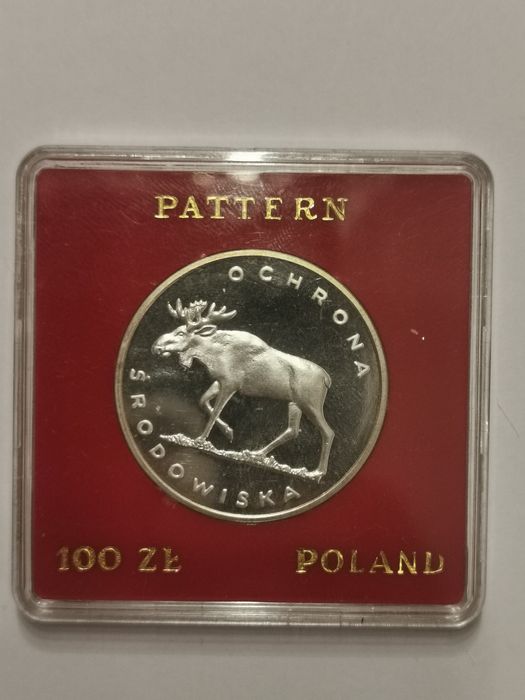 PATTERN
OCHRONA
ŚRODOWISKA
100 ZŁ POLAND